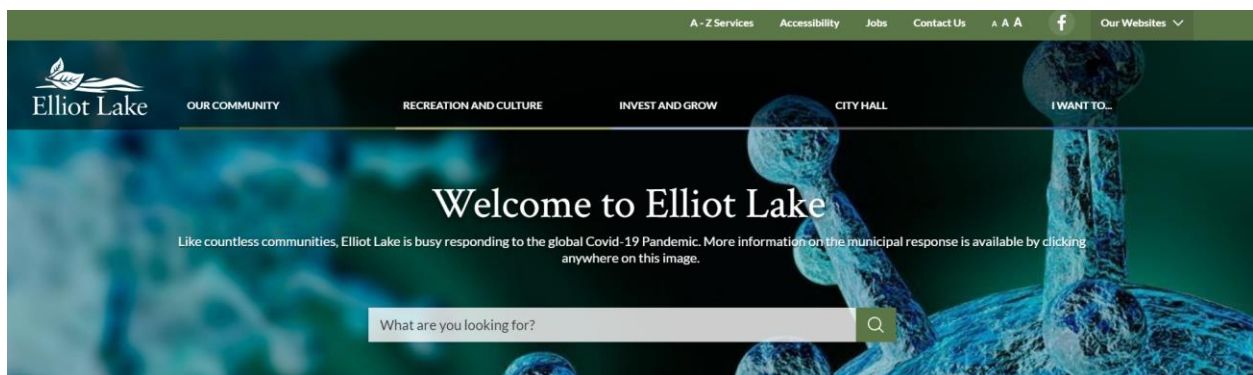 A - Z Services Accessibility Jobs Contact Us A A A f Our Websites
Elliot Lake
OUR COMMUNITY RECREATION AND CULTURE INVEST AND GROW CITY HALL I WANT TO...
Welcome to Elliot Lake
Like countless communities, Elliot Lake is busy responding to the global Covid-19 Pandemic. More information on the municipal response is available by clicking
anywhere on this image.
What are you looking for?